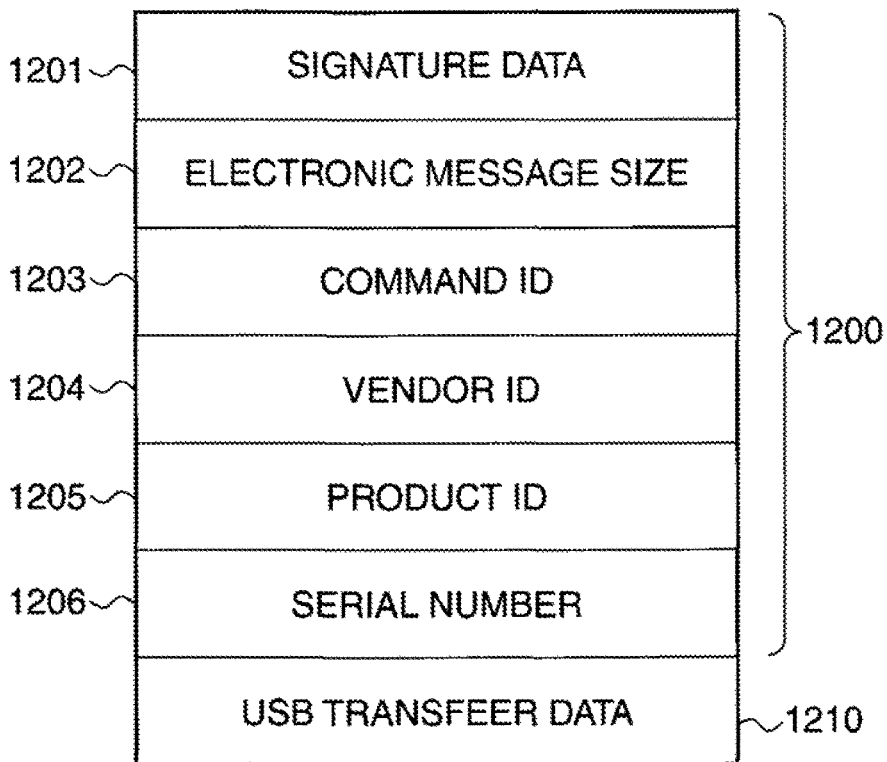 1201 SIGNATURE DATA
1202 ELECTRONIC MESSAGE SIZE
1203 COMMAND ID
1200
1204 VENDOR ID
1205 PRODUCT ID
1206 SERIAL NUMBER
USB TRANSFEER DATA 1210